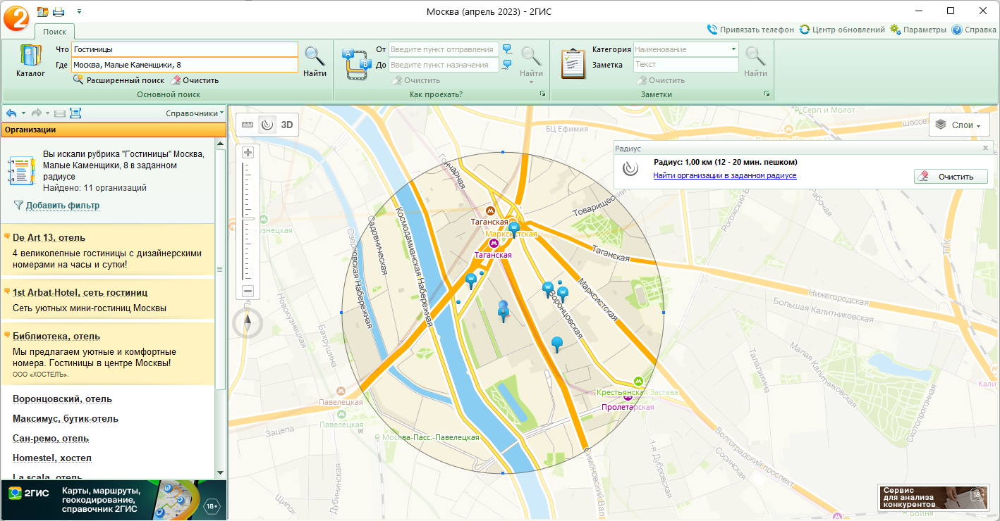 Москва (апрель 2023) - 2ГИС
Поиск
Привязать телефон
Центр обновлений
Параметры
Справка
Каталог
Что
Гостиницы
Где
Москва, Малые Каменщики, 8
Найти
Расширенный поиск
Очистить
Основной поиск
A
B
От
Введите пункт отправления
До
Введите пункт назначения
Очистить
Найти
Как проехать?
Категория
Наименование
Заметка
Текст
Очистить
Найти
Заметки
Справочники
Организации
Вы искали рубрика "Гостиницы" Москва,
Малые Каменщики, 8 в заданном
радиусе
Найдено: 11 организаций
Добавить фильтр
De Art 13, отель
4 великолепные гостиницы с дизайнерскими
номерами на часы и сутки!
1st Arbat-Hotel, сеть гостиниц
Сеть уютных мини-гостиниц Москвы
Библиотека, отель
Мы предлагаем уютные и комфортные
номера. Гостиницы в центре Москвы!
ООО «ХОСТЕЛЪ».
Воронцовский, отель
Максимус, бутик-отель
Сан-ремо, отель
Homestel, хостел
La scala, отель
2ГИС
Карты, маршруты,
геокодирование,
справочник 2ГИС
18+
3D
Слои
Радиус
Радиус: 1,00 км (12 - 20 мин. пешком)
Найти организации в заданном радиусе
Очистить
Серп и Молот
БЦ Ефимия
шоссе
Гончарная
Товарищеский
Рогожский
Рабочая
ТТК
Таганская
Марксистская
Таганская
Таганская
Космодамианская Набережная
Садовническая
Озерковская Набережная
Новокузнецкая
Бахрушина
Марксистская
Воронцовская
Нижегородская
Большая Калитниковская
Малая Калитниковская
Талалихина
Скотопрогонная
Крестьянская Застава
Пролетарская
Павелецкая
Павелецкая
Зацепа
Москва-Пасс.-Павелецкая
Дубининская
Щипок
Симоновский Вал
1-я Дубровская
Сосинская
Волгоградский проспект
Бойня
Сервис
для анализа
конкурентов
18+